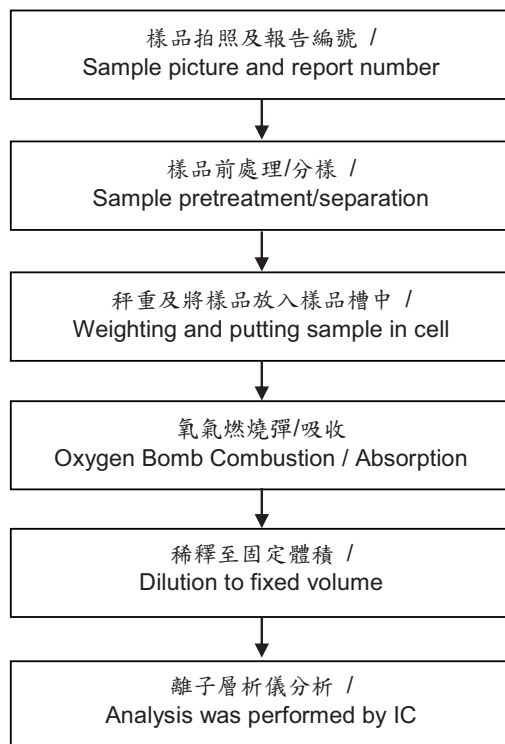 樣品拍照及報告編號 /
Sample picture and report number
樣品前處理/分樣 /
Sample pretreatment/separation
秤重及將樣品放入樣品槽中 /
Weighting and putting sample in cell
氧氣燃燒彈/吸收
Oxygen Bomb Combustion / Absorption
稀釋至固定體積 /
Dilution to fixed volume
離子層析儀分析 /
Analysis was performed by IC